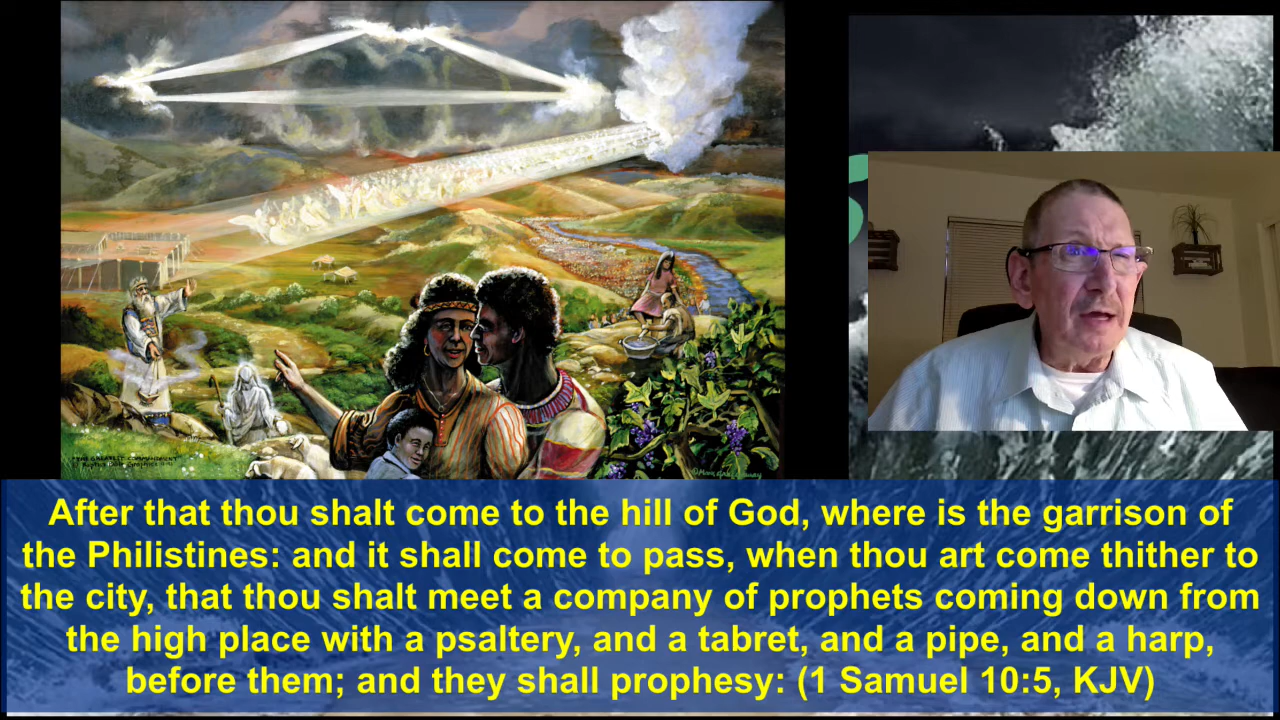 After that thou shalt come to the hill of God, where is the garrison of
the Philistines: and it shall come to pass, when thou art come thither to
the city, that thou shalt meet a company of prophets coming down from
the high place with a psaltery, and a tabret, and a pipe, and a harp,
before them; and they shall prophesy: (1 Samuel 10:5, KJV)